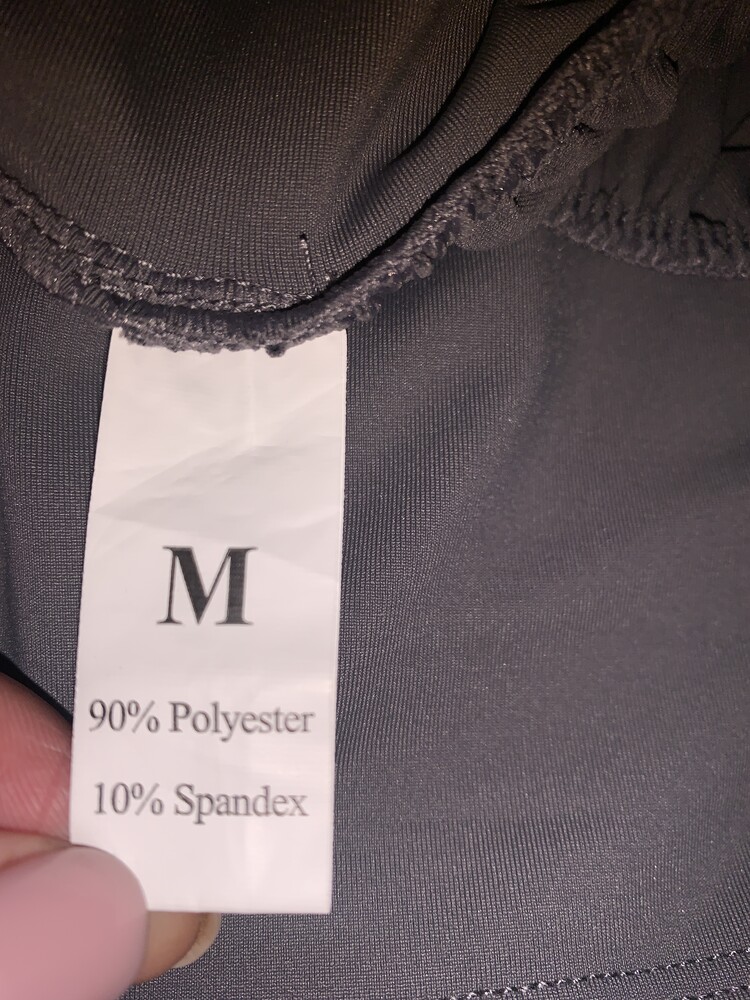 M
90% Polyester
10% Spandex